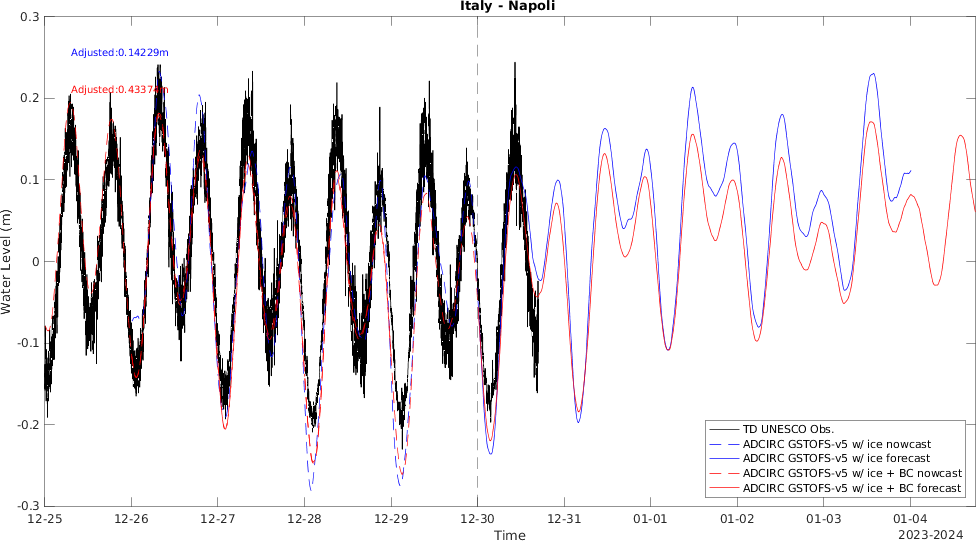 Italy - Napoli
0.3
0.2
0.1
0
-0.1
-0.2
-0.3
Water Level (m)
Adjusted:0.14229m
Adjusted:0.43374m
TD UNESCO Obs.
ADCIRC GSTOFS-v5 w/ ice nowcast
ADCIRC GSTOFS-v5 w/ ice forecast
ADCIRC GSTOFS-v5 w/ ice + BC nowcast
ADCIRC GSTOFS-v5 w/ ice + BC forecast
12-25 12-26 12-27 12-28 12-29 12-30 12-31 01-01 01-02 01-03 01-04
Time
2023-2024